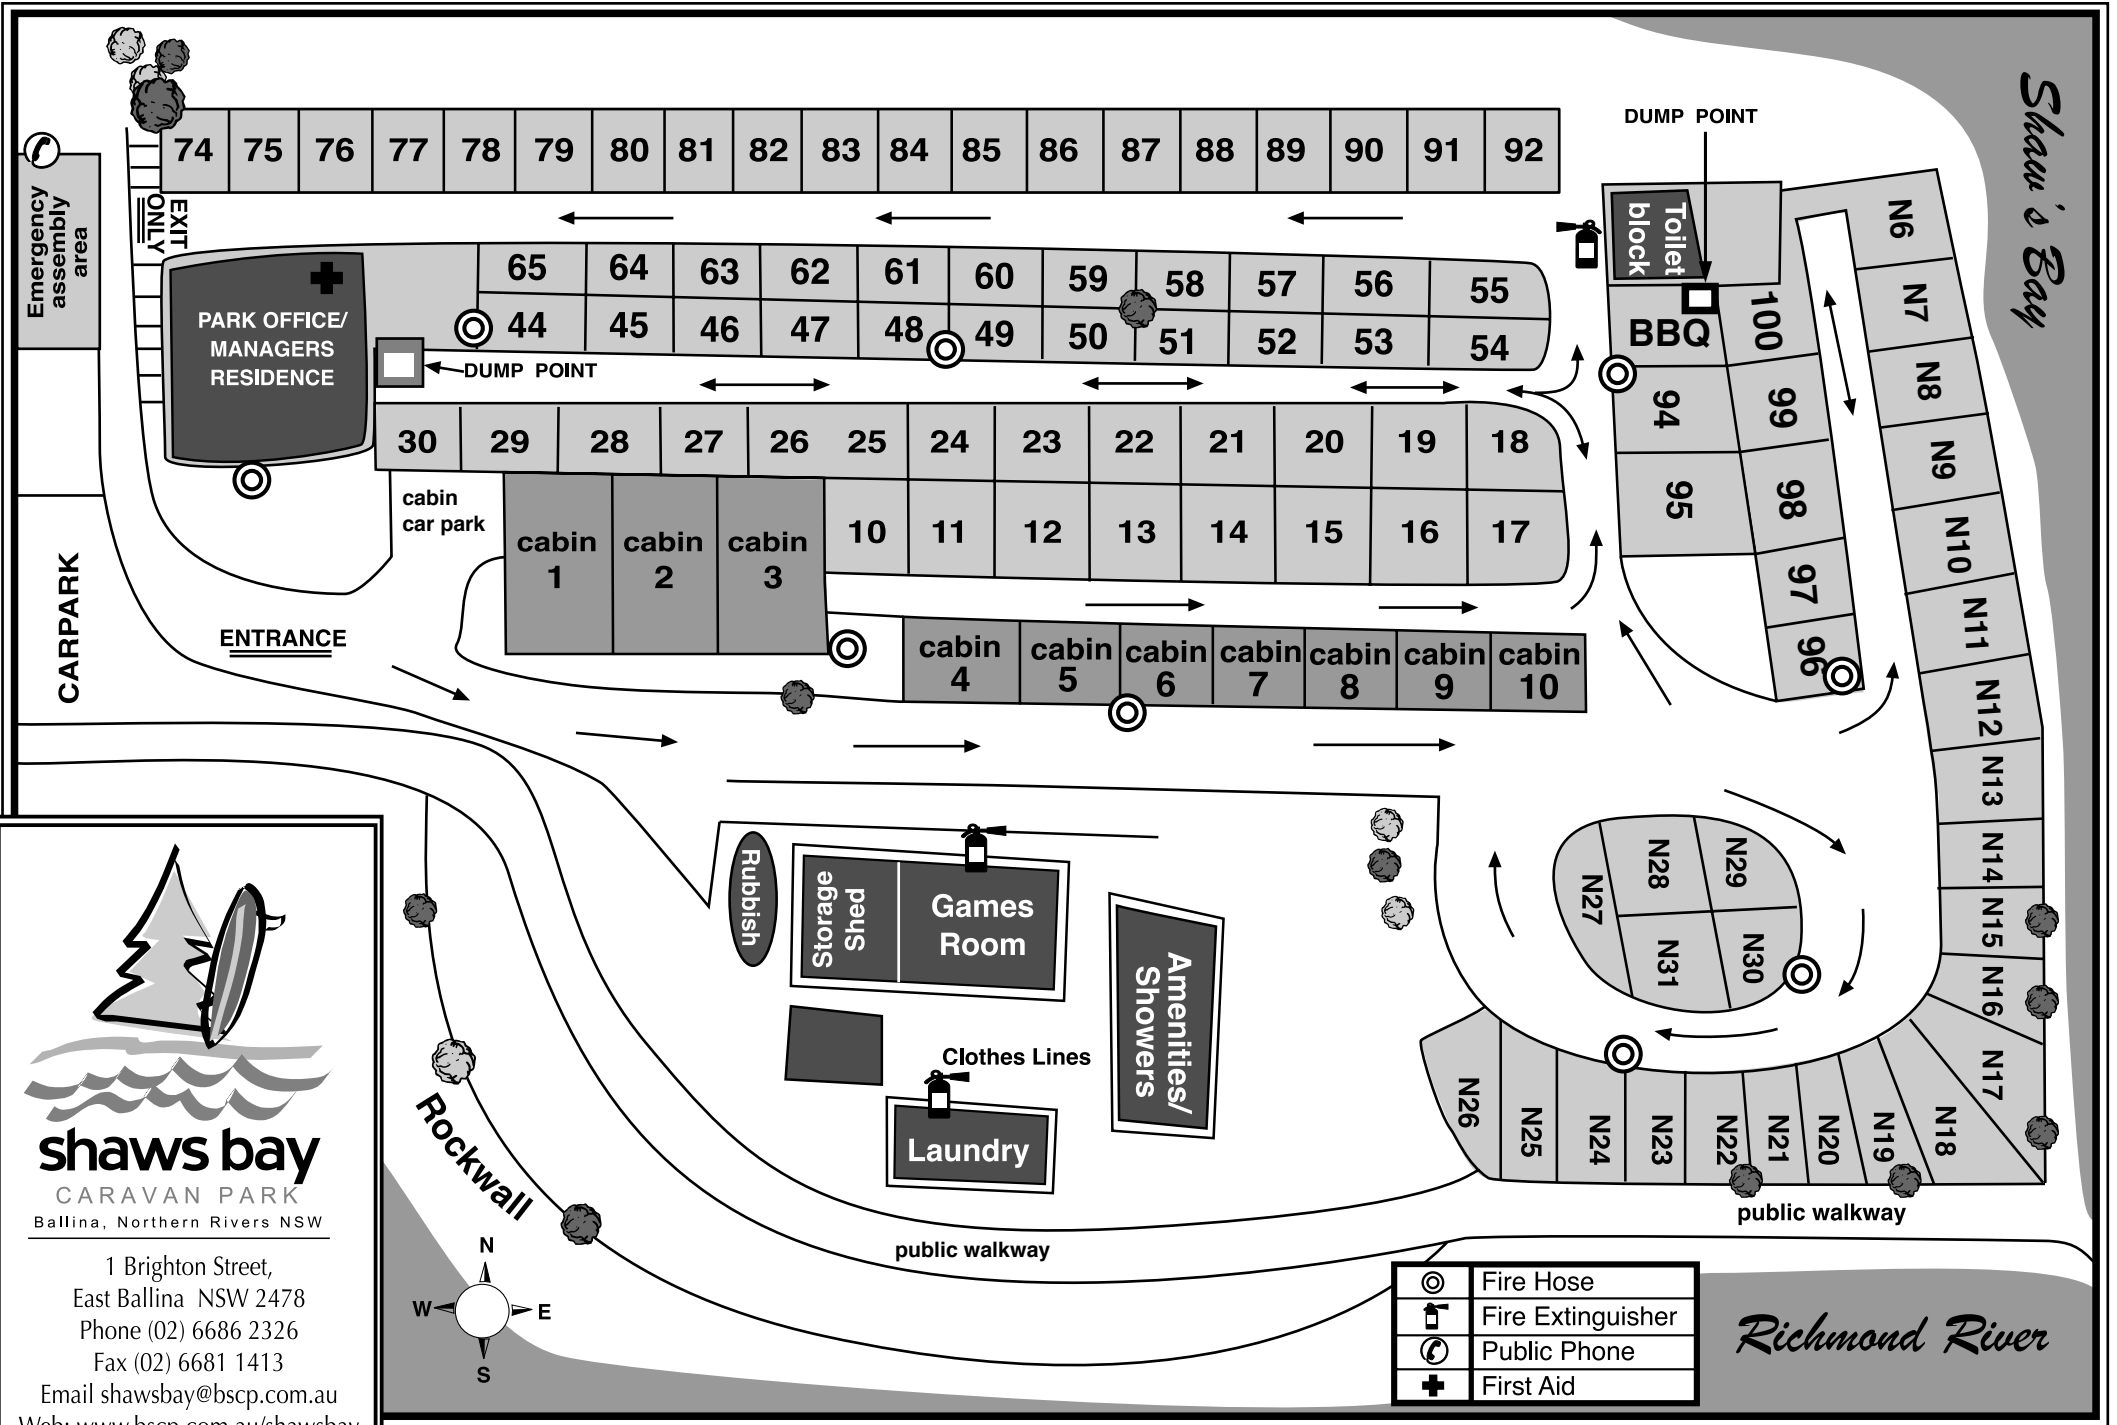 Shaw's Bay
DUMP POINT
74 75 76 77 78 79 80 81 82 83 84 85 86 87 88 89 90 91 92
Emergency
assembly
area
EXIT
ONLY
Toilet
block
PARK OFFICE/
MANAGERS
RESIDENCE
65 64 63 62 61 60 59 58 57 56 55
44 45 46 47 48 49 50 51 52 53 54
DUMP POINT
BBQ
100
99
98
97
96
94
95
30 29 28 27 26 25 24 23 22 21 20 19 18
cabin
car park
cabin
1
cabin
2
cabin
3
10 11 12 13 14 15 16 17
CARPARK
ENTRANCE
cabin
4
cabin
5
cabin
6
cabin
7
cabin
8
cabin
9
cabin
10
N6
N7
N8
N9
N10
N11
N12
N13
N14
N15
N16
N17
N18
N19
N20
N21
N22
N23
N24
N25
N26
N27
N28
N29
N30
N31
Rubbish
Storage
Shed
Games
Room
Amenities/
Showers
Clothes Lines
Laundry
Rockwall
public walkway
public walkway
N
W E
S
Fire Hose
Fire Extinguisher
Public Phone
First Aid
Richmond River
shaws bay
CARAVAN PARK
Ballina, Northern Rivers NSW
1 Brighton Street,
East Ballina NSW 2478
Phone (02) 6686 2326
Fax (02) 6681 1413
Email shawsbay@bscp.com.au
Web: www.bscp.com.au/shawsbay